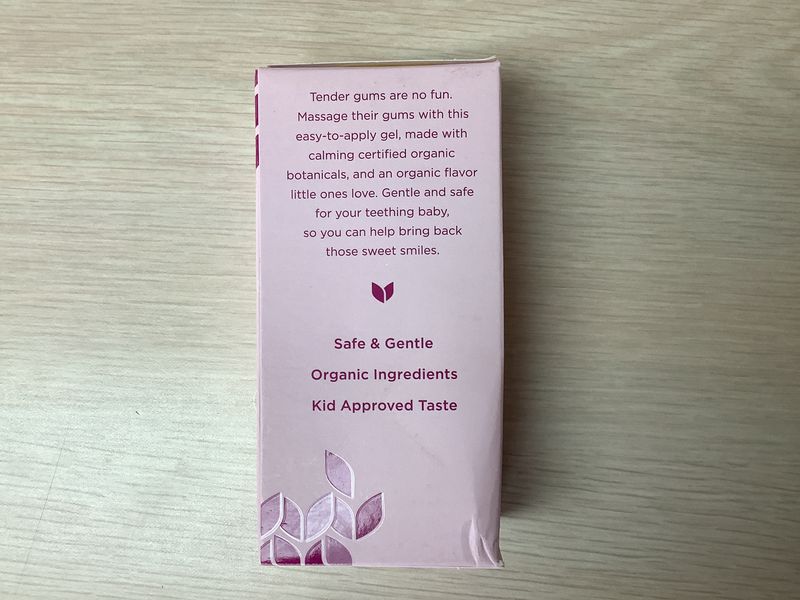 Tender gums are no fun.
Massage their gums with this
easy-to-apply gel, made with
calming certified organic
botanicals, and an organic flavor
little ones love. Gentle and safe
for your teething baby,
so you can help bring back
those sweet smiles.
Safe & Gentle
Organic Ingredients
Kid Approved Taste